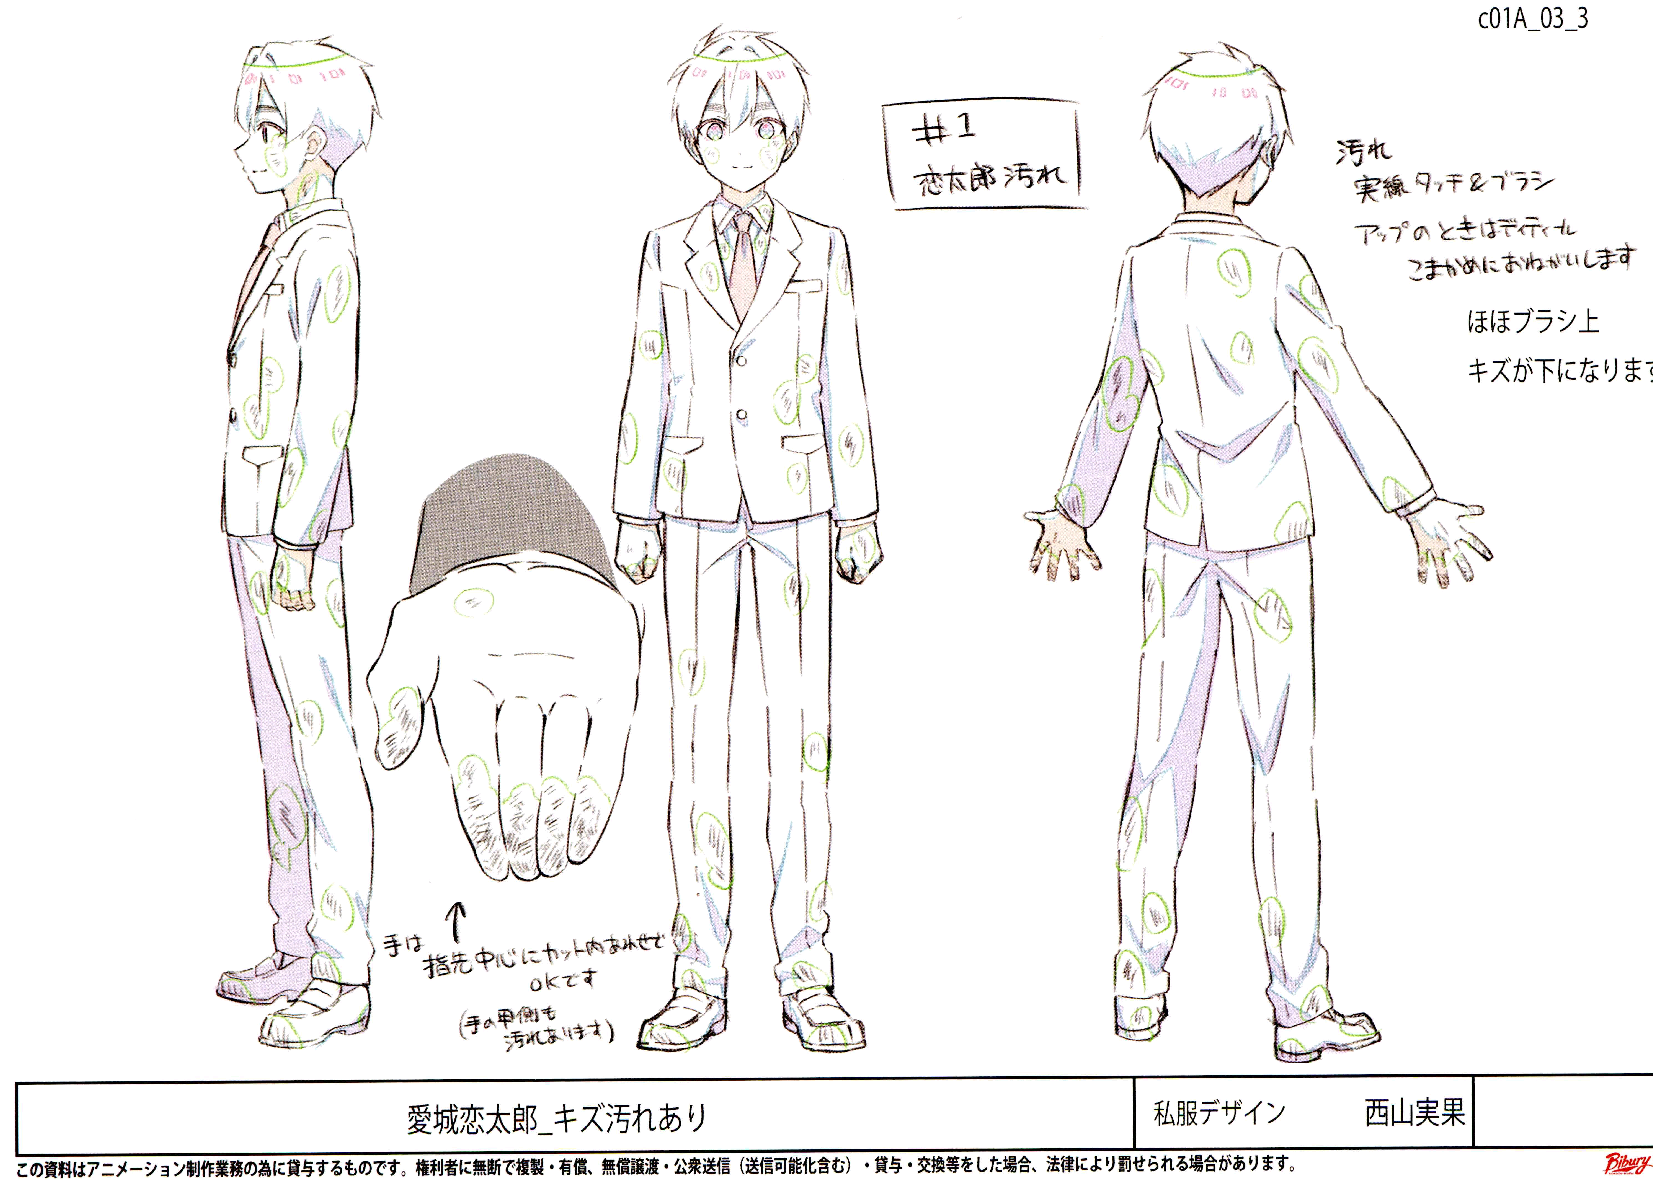 c01A_03_3
#1
恋太郎汚れ
汚れ
実線タッチ&ブラシ
アップのときはディティール
こまかめにおねがいします
ほほブラシ上
キズが下になります
手は
指先中心にカット内あわせで
OKです
(手の甲側も
汚れあります)
愛城恋太郎_キズ汚れあり
私服デザイン
西山実果
この資料はアニメーション制作業務の為に貸与するものです。権利者に無断で複製・有償、無償譲渡・公衆送信（送信可能化含む）・貸与・交換等をした場合、法律により罰せられる場合があります。
Bibury